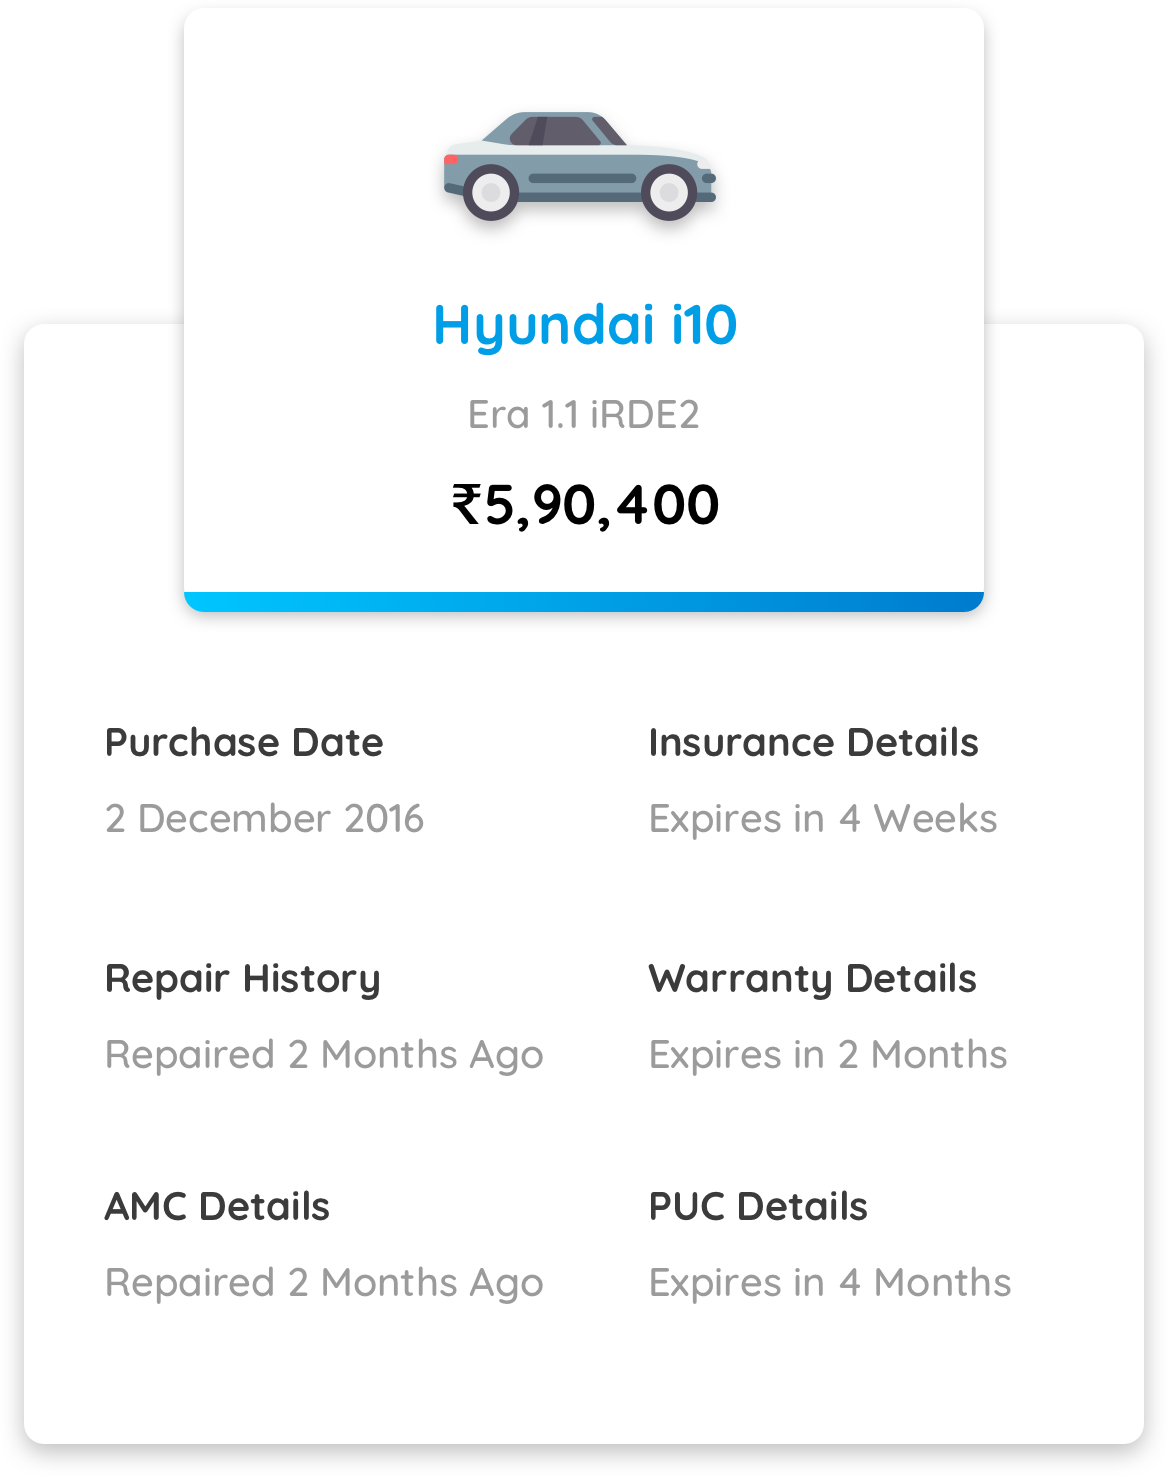 Hyundai i10
Era 1.1 iRDE2
₹5,90,400
Purchase Date
2 December 2016
Insurance Details
Expires in 4 Weeks
Repair History
Repaired 2 Months Ago
Warranty Details
Expires in 2 Months
AMC Details
Repaired 2 Months Ago
PUC Details
Expires in 4 Months